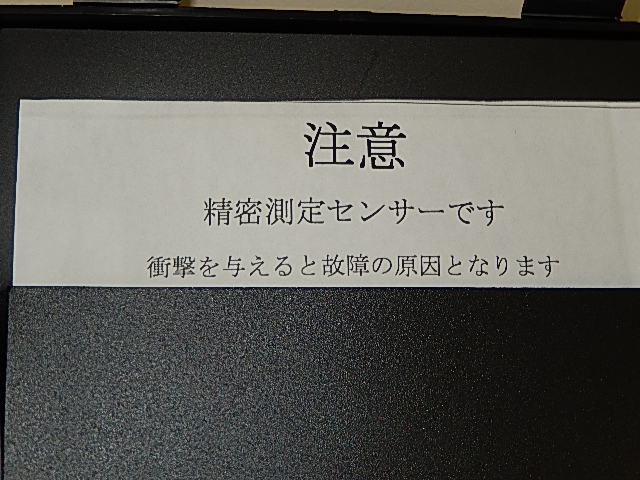 注意
精密測定センサーです
衝撃を与えると故障の原因となります